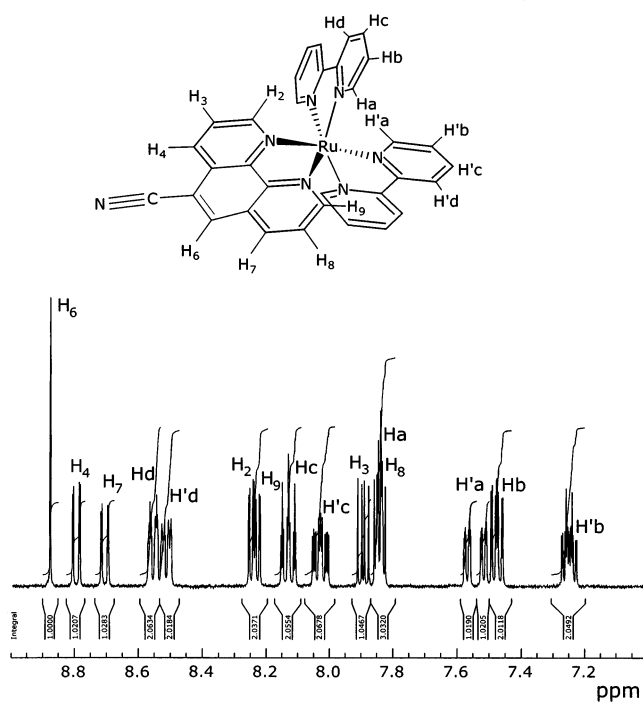 Hd Hc
Hb
H3 H2
Ha
N N
H'a
H'b
H4 N Ru
N H'c
N N
H'd
N C
H9
H6
H7 H8
H6
H4 H7 Hd H'd H2 H9 Hc H'c H3 Ha H8 H'a Hb H'b
Integral 1.0000 1.0207 1.0283 2.0634 2.0184 2.0371 2.0554 2.0678 1.0467 3.0320 1.0190 1.0205 2.0118 2.0492
8.8 8.6 8.4 8.2 8.0 7.8 7.6 7.4 7.2
ppm